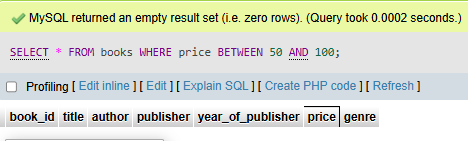 MySQL returned an empty result set (i.e. zero rows). (Query took 0.0002 seconds.)
SELECT * FROM books WHERE price BETWEEN 50 AND 100;
Profiling [ Edit inline ] [ Edit ] [ Explain SQL ] [ Create PHP code ] [ Refresh ]
book_id title author publisher year_of_publisher price genre